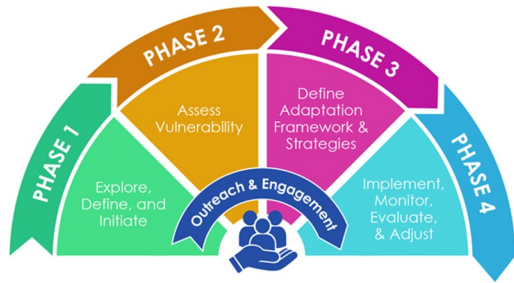 PHASE 1
Explore,
Define, and
Initiate
PHASE 2
Assess
Vulnerability
PHASE 3
Define
Adaptation
Framework &
Strategies
PHASE 4
Implement,
Monitor,
Evaluate,
& Adjust
Outreach & Engagement